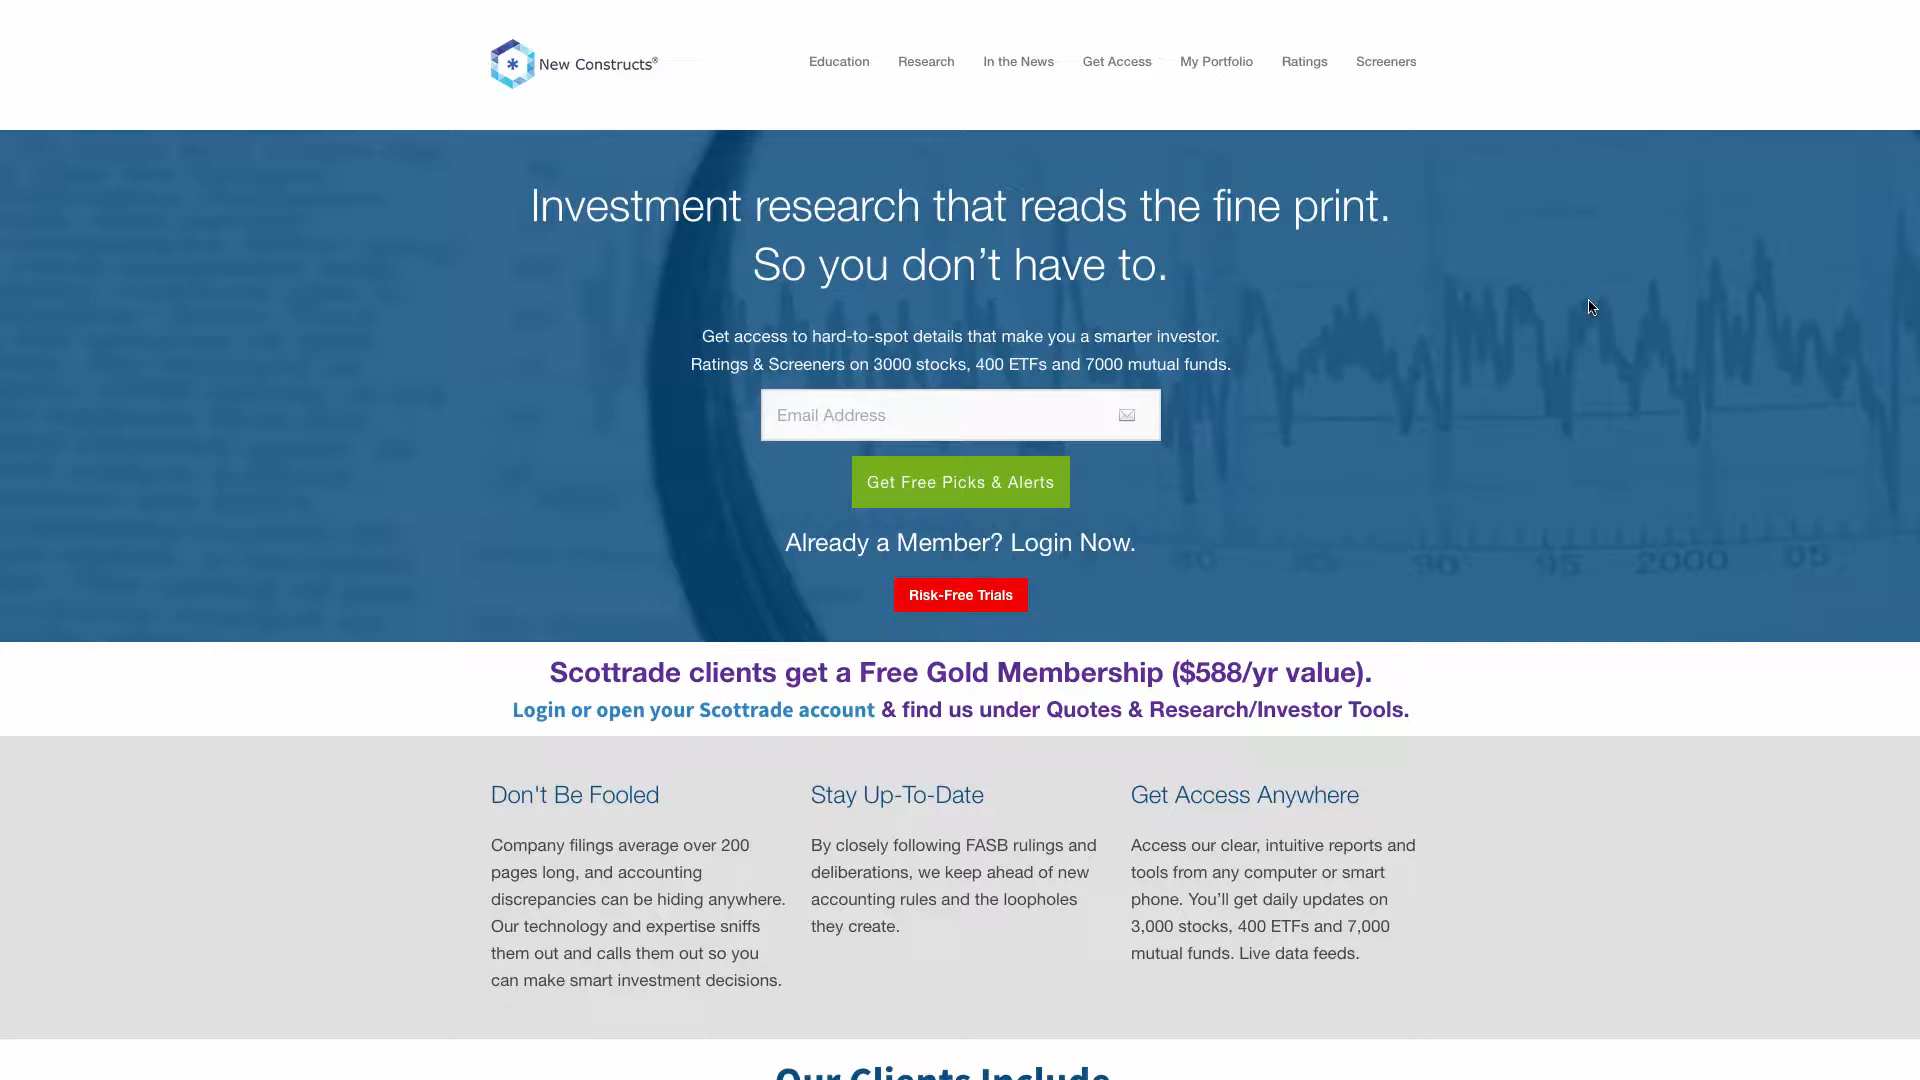 New Constructs®
Education Research In the News Get Access My Portfolio Ratings Screeners
Investment research that reads the fine print.
So you don’t have to.
Get access to hard-to-spot details that make you a smarter investor.
Ratings & Screeners on 3000 stocks, 400 ETFs and 7000 mutual funds.
Email Address
Get Free Picks & Alerts
Already a Member? Login Now.
90 95 2000 05
Risk-Free Trials
Scottrade clients get a Free Gold Membership ($588/yr value).
Login or open your Scottrade account & find us under Quotes & Research/Investor Tools.
Don't Be Fooled
Company filings average over 200
pages long, and accounting
discrepancies can be hiding anywhere.
Our technology and expertise sniffs
them out and calls them out so you
can make smart investment decisions.
Stay Up-To-Date
By closely following FASB rulings and
deliberations, we keep ahead of new
accounting rules and the loopholes
they create.
Get Access Anywhere
Access our clear, intuitive reports and
tools from any computer or smart
phone. You’ll get daily updates on
3,000 stocks, 400 ETFs and 7,000
mutual funds. Live data feeds.
Our Clients Include